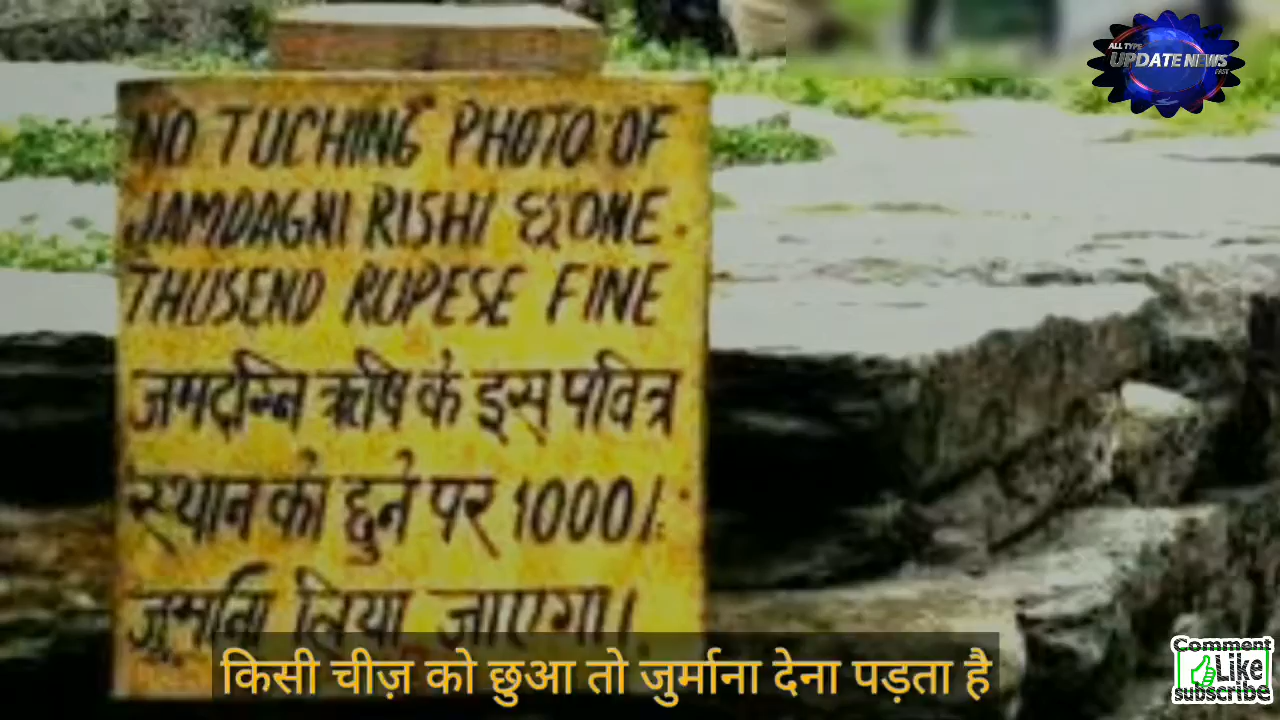 ALL TYPE
UPDATE NEWS
FAST
NO TUCHING PHOTO OF
JAMDAGNI RISHI छुONE.
THUSEND RUPESE FINE
जमदग्नि ऋषि के इस पवित्र
स्थान को छुने पर 1000/:
जुर्माना लिया जाएगा।
किसी चीज़ को छुआ तो जुर्माना देना पड़ता है
Comment
Like
subscribe